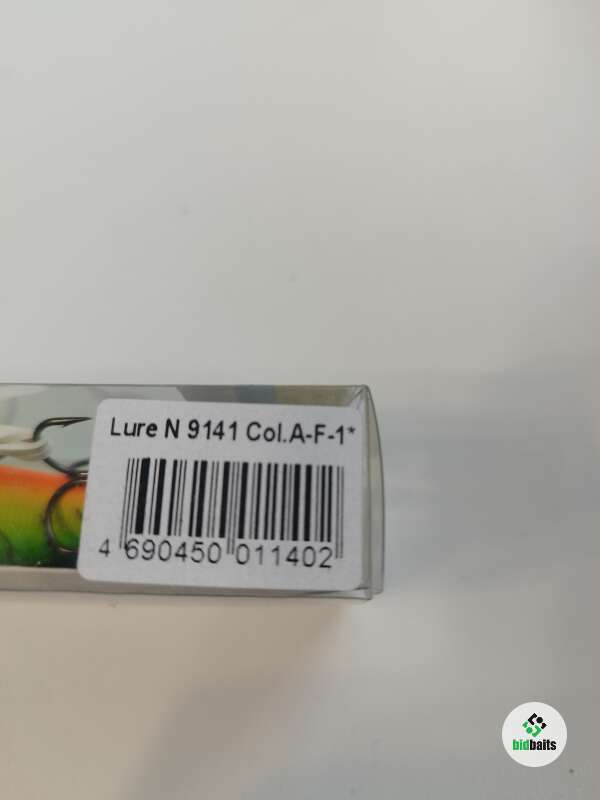 Lure N 9141 Col.A-F-1*
4 690450 011402
bidbaits